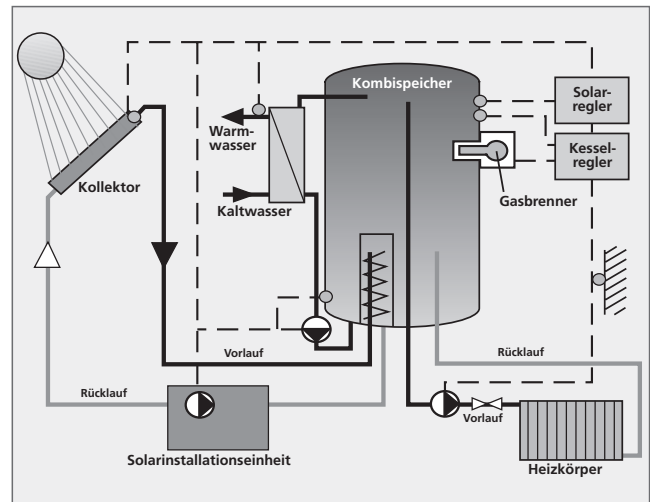 Kombispeicher
Solar-
regler
Warm-
wasser
Kessel-
regler
Kollektor
Kaltwasser
Gasbrenner
Vorlauf
Rücklauf
Rücklauf
Vorlauf
Solarinstallationseinheit
Heizkörper